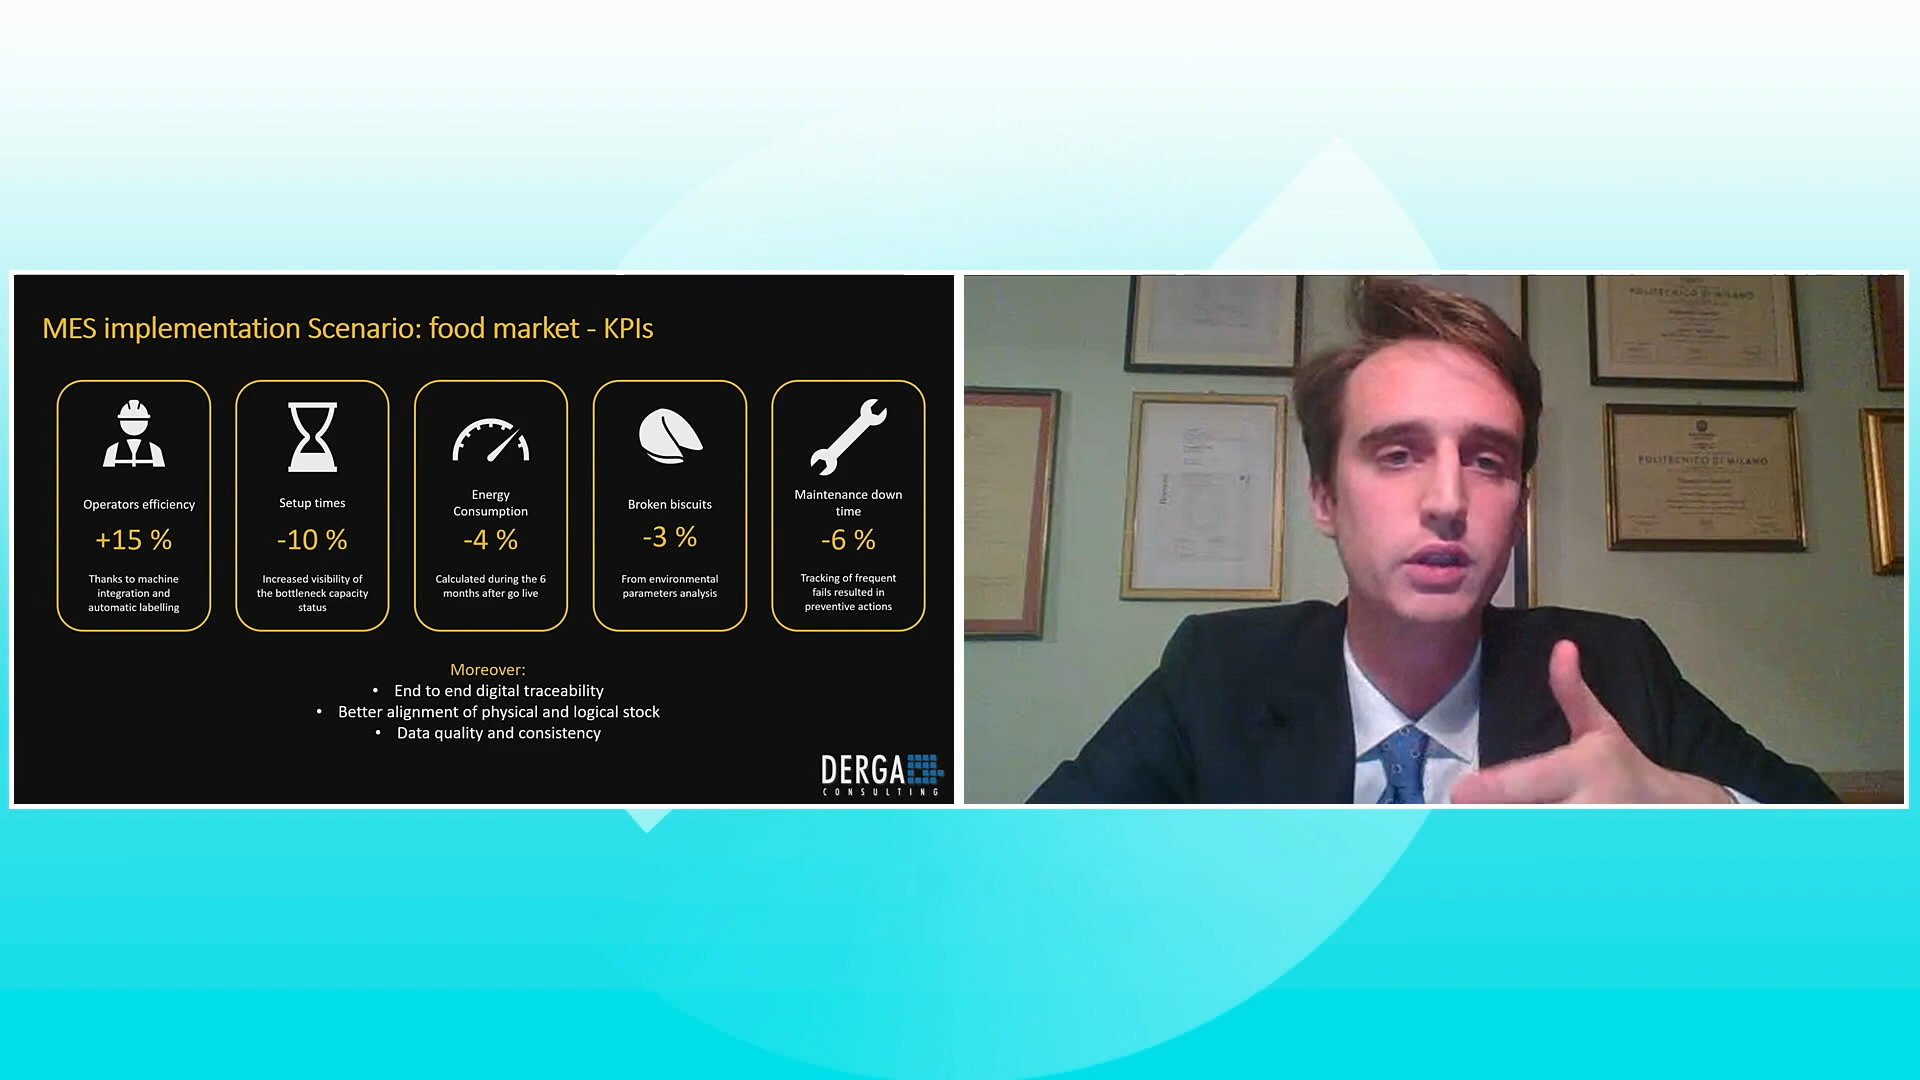 MES implementation Scenario: food market - KPIs
Operators efficiency
+15 %
Thanks to machine
integration and
automatic labelling
Setup times
-10 %
Increased visibility of
the bottleneck capacity
status
Energy
Consumption
-4 %
Calculated during the 6
months after go live
Broken biscuits
-3 %
From environmental
parameters analysis
Maintenance down
time
-6 %
Tracking of frequent
fails resulted in
preventive actions
Moreover:
• End to end digital traceability
• Better alignment of physical and logical stock
• Data quality and consistency
DERGA
CONSULTING
POLITECNICO DI MILANO
POLITECNICO DI MILANO